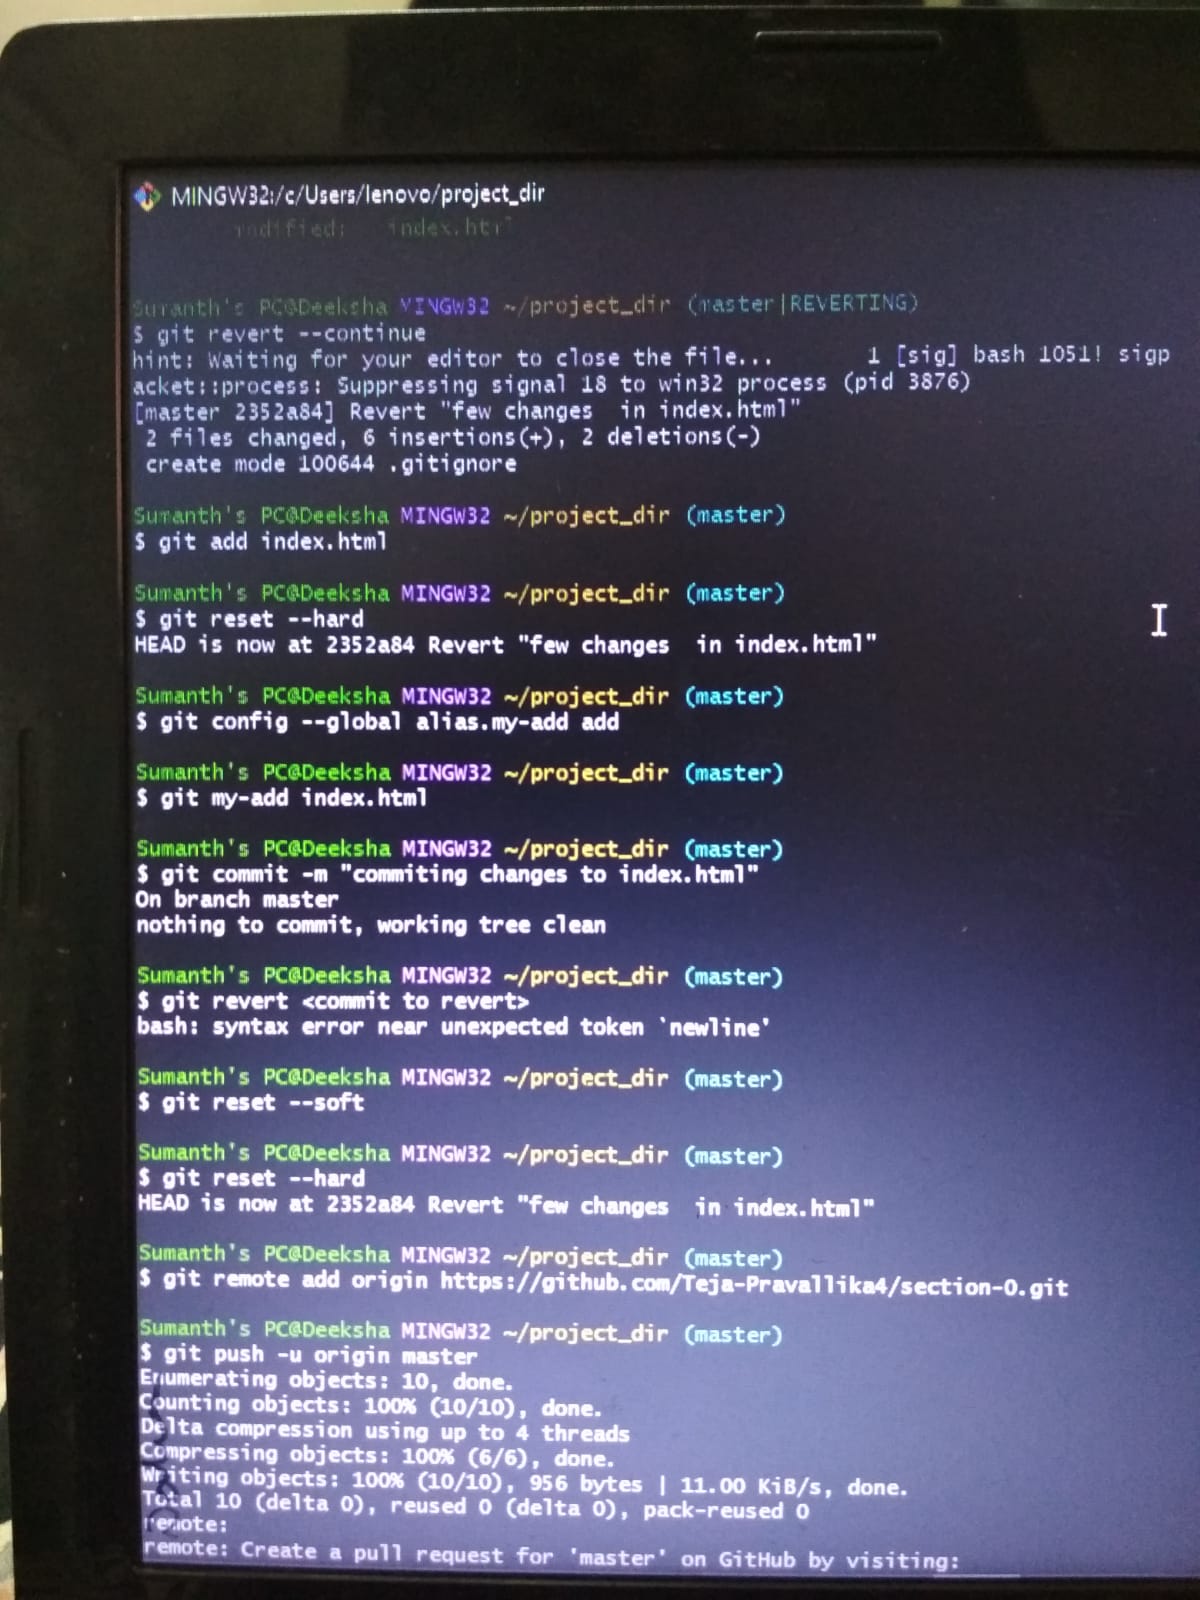 MINGW32:/c/Users/lenovo/project_dir
modified: index.html
Sumanth's PC@Deeksha MINGW32 ~/project_dir (master|REVERTING)
$ git revert --continue
hint: Waiting for your editor to close the file...       1 [sig] bash 1051! sigp
acket::process: Suppressing signal 18 to win32 process (pid 3876)
[master 2352a84] Revert "few changes  in index.html"
 2 files changed, 6 insertions(+), 2 deletions(-)
 create mode 100644 .gitignore
Sumanth's PC@Deeksha MINGW32 ~/project_dir (master)
$ git add index.html
Sumanth's PC@Deeksha MINGW32 ~/project_dir (master)
$ git reset --hard
HEAD is now at 2352a84 Revert "few changes  in index.html"
Sumanth's PC@Deeksha MINGW32 ~/project_dir (master)
$ git config --global alias.my-add add
Sumanth's PC@Deeksha MINGW32 ~/project_dir (master)
$ git my-add index.html
Sumanth's PC@Deeksha MINGW32 ~/project_dir (master)
$ git commit -m "commiting changes to index.html"
On branch master
nothing to commit, working tree clean
Sumanth's PC@Deeksha MINGW32 ~/project_dir (master)
$ git revert <commit to revert>
bash: syntax error near unexpected token `newline'
Sumanth's PC@Deeksha MINGW32 ~/project_dir (master)
$ git reset --soft
Sumanth's PC@Deeksha MINGW32 ~/project_dir (master)
$ git reset --hard
HEAD is now at 2352a84 Revert "few changes  in index.html"
Sumanth's PC@Deeksha MINGW32 ~/project_dir (master)
$ git remote add origin https://github.com/Teja-Pravallika4/section-0.git
Sumanth's PC@Deeksha MINGW32 ~/project_dir (master)
$ git push -u origin master
Enumerating objects: 10, done.
Counting objects: 100% (10/10), done.
Delta compression using up to 4 threads
Compressing objects: 100% (6/6), done.
Writing objects: 100% (10/10), 956 bytes | 11.00 KiB/s, done.
Total 10 (delta 0), reused 0 (delta 0), pack-reused 0
remote:
remote: Create a pull request for 'master' on GitHub by visiting: